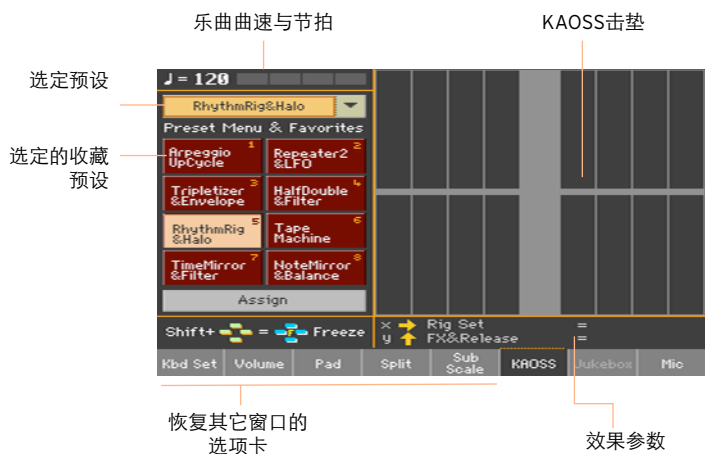 乐曲曲速与节拍
KAOSS击垫
选定预设
选定的收藏
预设
♩= 120
RhythmRig&Halo
Preset Menu & Favorites
Arpeggio
UpCycle
1
Repeater2
&LFO
2
Tripletizer
&Envelope
3
HalfDouble
&Filter
4
RhythmRig
&Halo
5
Tape
Machine
6
TimeMirror
&Filter
7
NoteMirror
&Balance
8
Assign
Shift+ = F Freeze
x Rig Set =
y FX&Release =
Kbd Set
Volume
Pad
Split
Sub
Scale
KAOSS
Jukebox
Mic
恢复其它窗口的
选项卡
效果参数